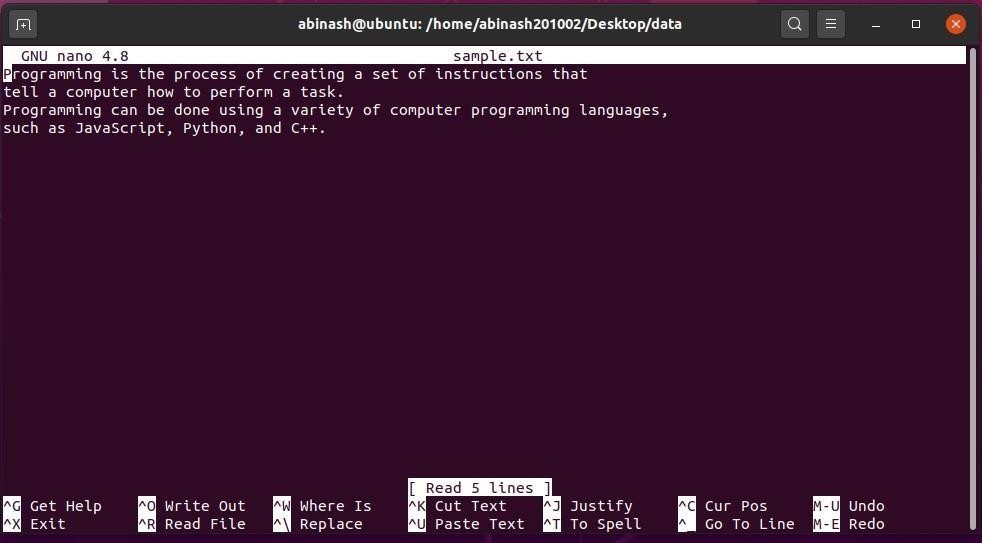 abinash@ubuntu: /home/abinash201002/Desktop/data
GNU nano 4.8 sample.txt
Programming is the process of creating a set of instructions that
tell a computer how to perform a task.
Programming can be done using a variety of computer programming languages,
such as JavaScript, Python, and C++.
[ Read 5 lines ]
^G Get Help ^O Write Out ^W Where Is ^K Cut Text ^J Justify ^C Cur Pos M-U Undo
^X Exit ^R Read File ^\ Replace ^U Paste Text ^T To Spell ^_ Go To Line M-E Redo